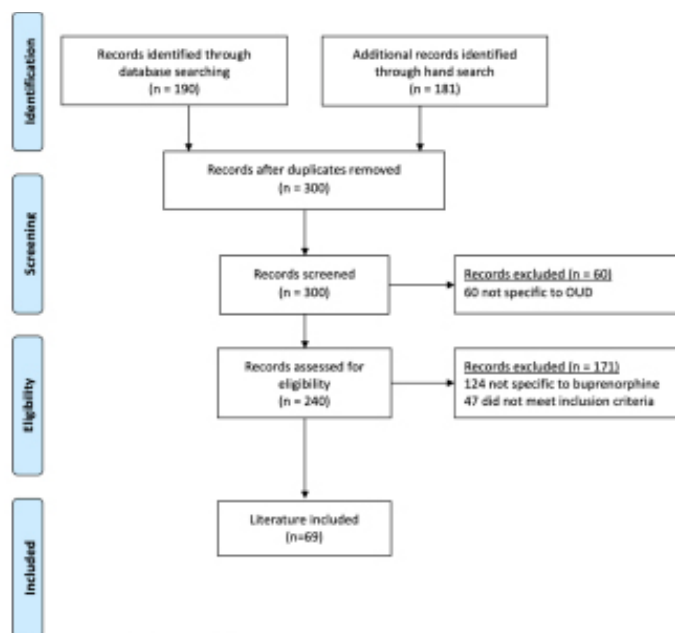 Identification
Records identified through
database searching
(n = 190)
Additional records identified
through hand search
(n = 181)
Records after duplicates removed
(n = 300)
Screening
Records screened
(n = 300)
Records excluded (n = 60)
60 not specific to OUD
Eligibility
Records assessed for
eligibility
(n = 240)
Records excluded (n = 171)
124 not specific to buprenorphine
47 did not meet inclusion criteria
Included
Literature included
(n=69)